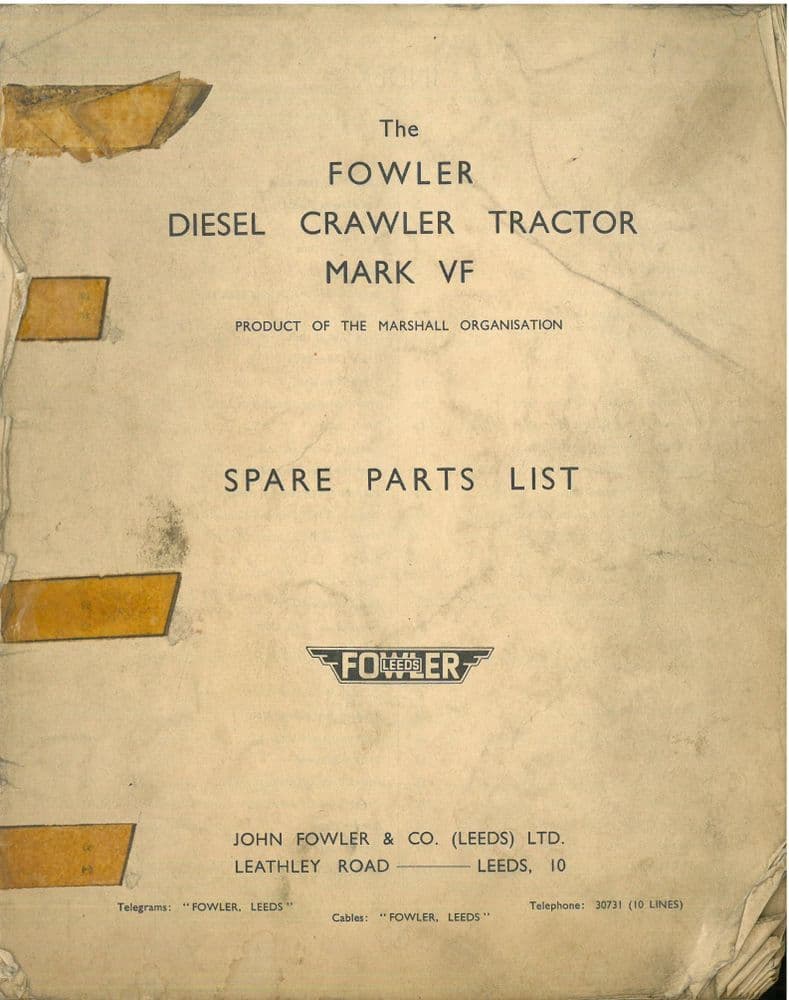 The
FOWLER
DIESEL CRAWLER TRACTOR
MARK VF
PRODUCT OF THE MARSHALL ORGANISATION
SPARE PARTS LIST
FOWLER
LEEDS
JOHN FOWLER & CO. (LEEDS) LTD.
LEATHLEY ROAD ——— LEEDS, 10
Telegrams: "FOWLER, LEEDS"
Telephone: 30731 (10 LINES)
Cables: "FOWLER, LEEDS"